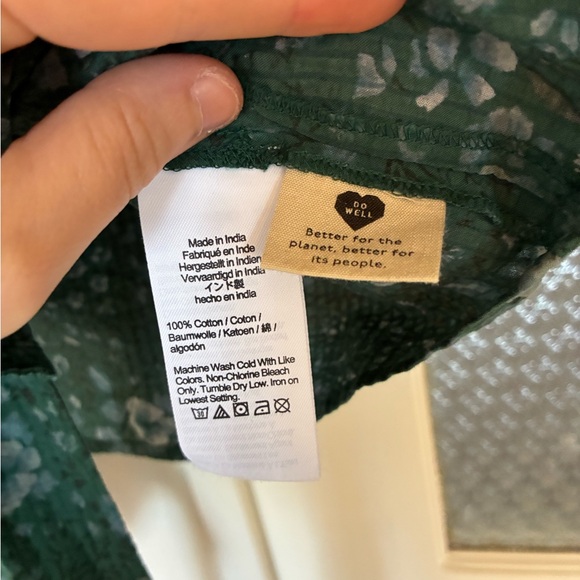 DO
WELL
Better for the
planet, better for
its people.
Made in India
Fabriqué en Inde
Hergestellt in Indien
Vervaardigd in India
インド製
hecho en india
100% Cotton / Coton /
Baumwolle / Katoen / 綿 /
algodón
Machine Wash Cold With Like
Colors. Non-Chlorine Bleach
Only. Tumble Dry Low. Iron on
Lowest Setting.
30